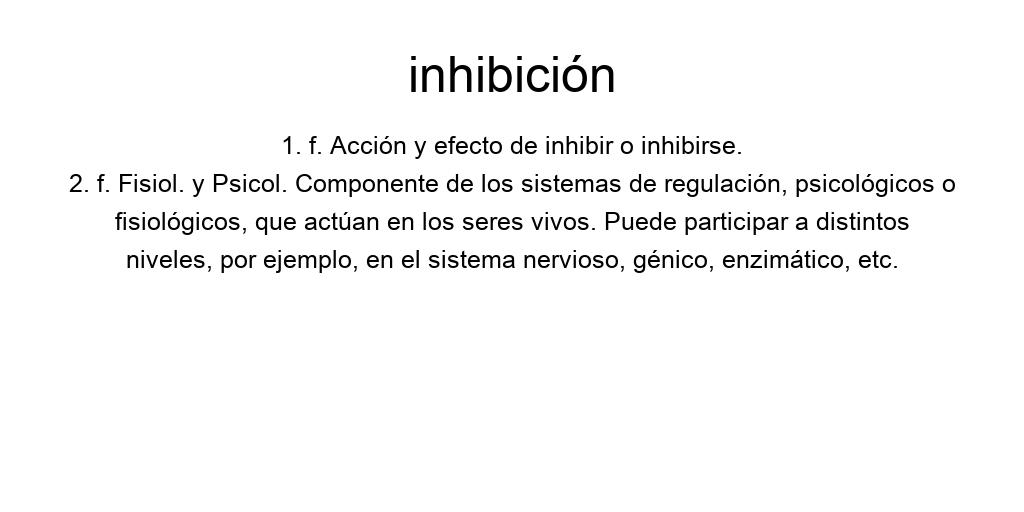 inhibición
1. f. Acción y efecto de inhibir o inhibirse.
2. f. Fisiol. y Psicol. Componente de los sistemas de regulación, psicológicos o
fisiológicos, que actúan en los seres vivos. Puede participar a distintos
niveles, por ejemplo, en el sistema nervioso, génico, enzimático, etc.